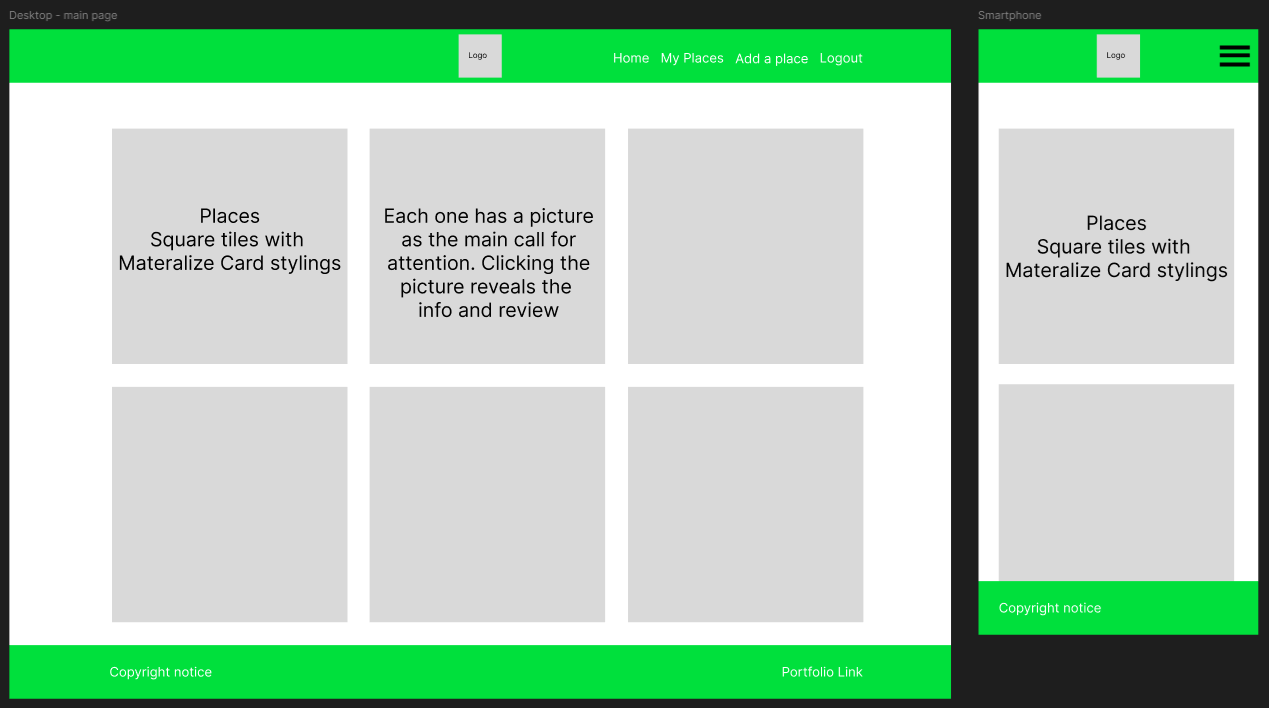 Desktop - main page
Logo
Home My Places Add a place Logout
Places
Square tiles with
Materalize Card stylings
Each one has a picture
as the main call for
attention. Clicking the
picture reveals the
info and review
Copyright notice
Portfolio Link
Smartphone
Logo
Places
Square tiles with
Materalize Card stylings
Copyright notice